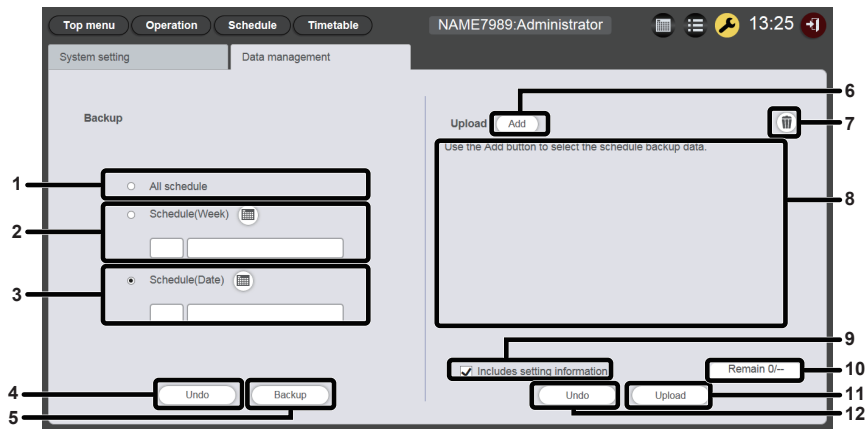 Top menu Operation Schedule Timetable NAME7989:Administrator 13:25
System setting Data management
6
Backup
Upload Add
7
Use the Add button to select the schedule backup data.
1 All schedule
8
2 Schedule(Week)
3 Schedule(Date)
9
Includes setting information
Remain 0/-- 10
4 Undo Backup
Undo Upload 11
5
12